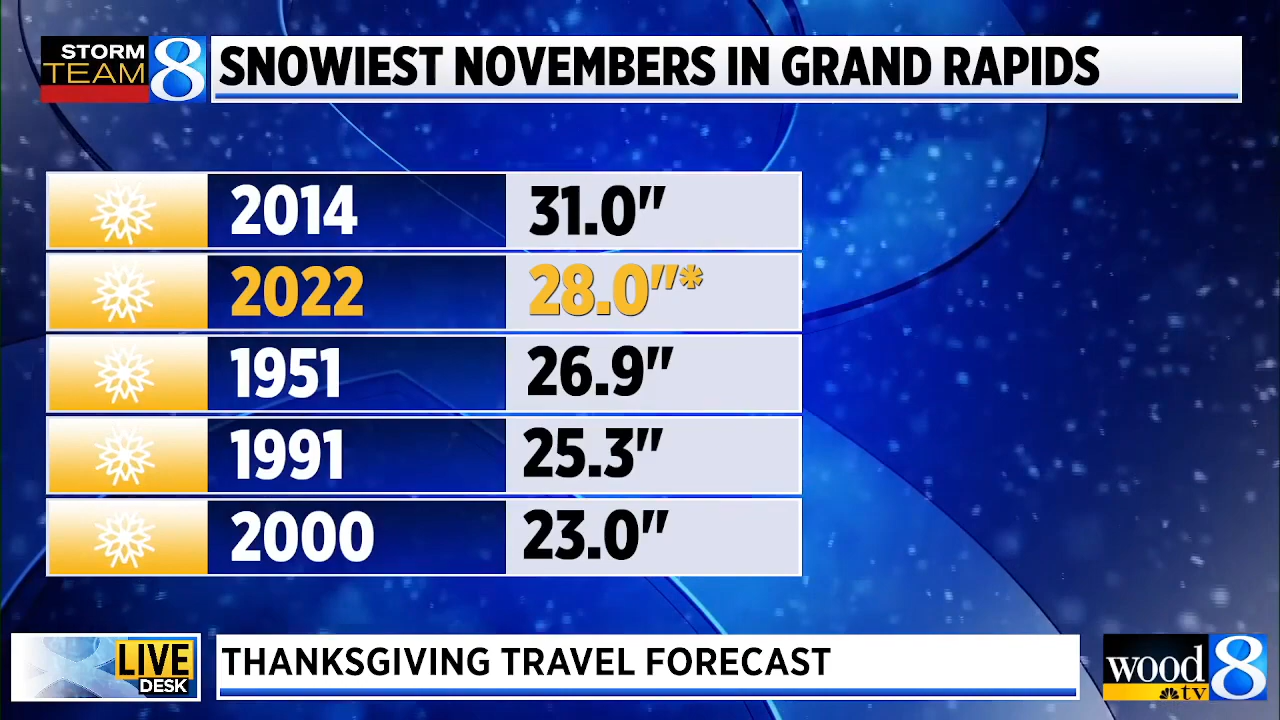 STORM
TEAM 8
SNOWIEST NOVEMBERS IN GRAND RAPIDS
2014 31.0"
2022 28.0"*
1951 26.9"
1991 25.3"
2000 23.0"
LIVE
DESK
THANKSGIVING TRAVEL FORECAST
wood 8
tv